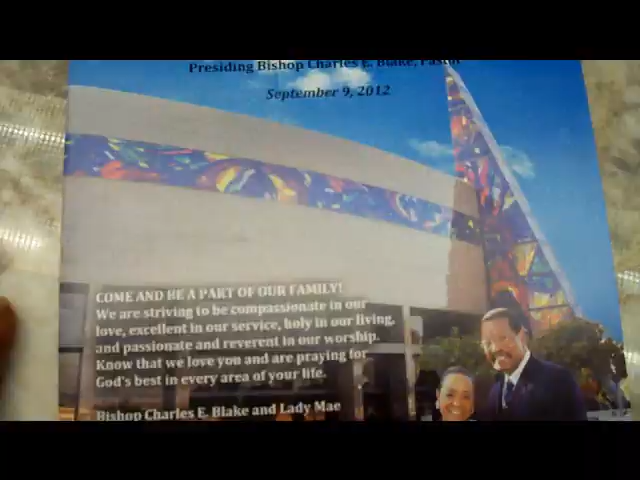 Presiding Bishop Charles E. Blake, Pastor
September 9, 2012
COME AND BE A PART OF OUR FAMILY!
We are striving to be compassionate in our
love, excellent in our service, holy in our living,
and passionate and reverent in our worship.
Know that we love you and are praying for
God's best in every area of your life.
Bishop Charles E. Blake and Lady Mae